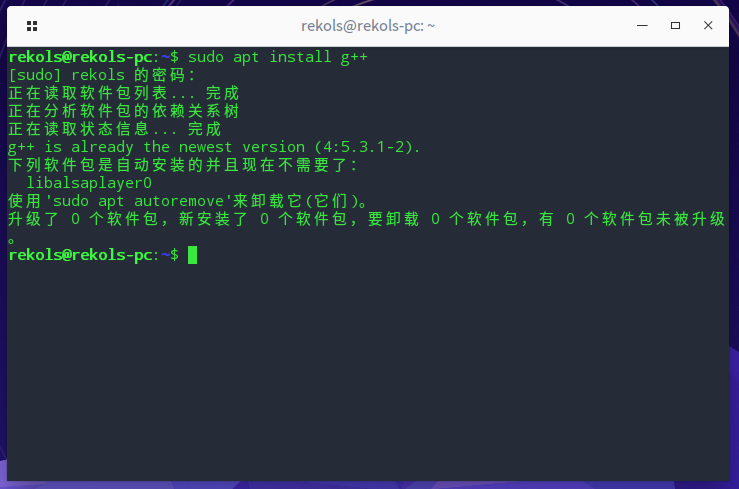 rekols@rekols-pc: ~
rekols@rekols-pc:~$ sudo apt install g++
[sudo] rekols 的密码：
正在读取软件包列表... 完成
正在分析软件包的依赖关系树
正在读取状态信息... 完成
g++ is already the newest version (4:5.3.1-2).
下列软件包是自动安装的并且现在不需要了：
  libalsaplayer0
使用'sudo apt autoremove'来卸载它(它们)。
升级了 0 个软件包，新安装了 0 个软件包，要卸载 0 个软件包，有 0 个软件包未被升级
。
rekols@rekols-pc:~$